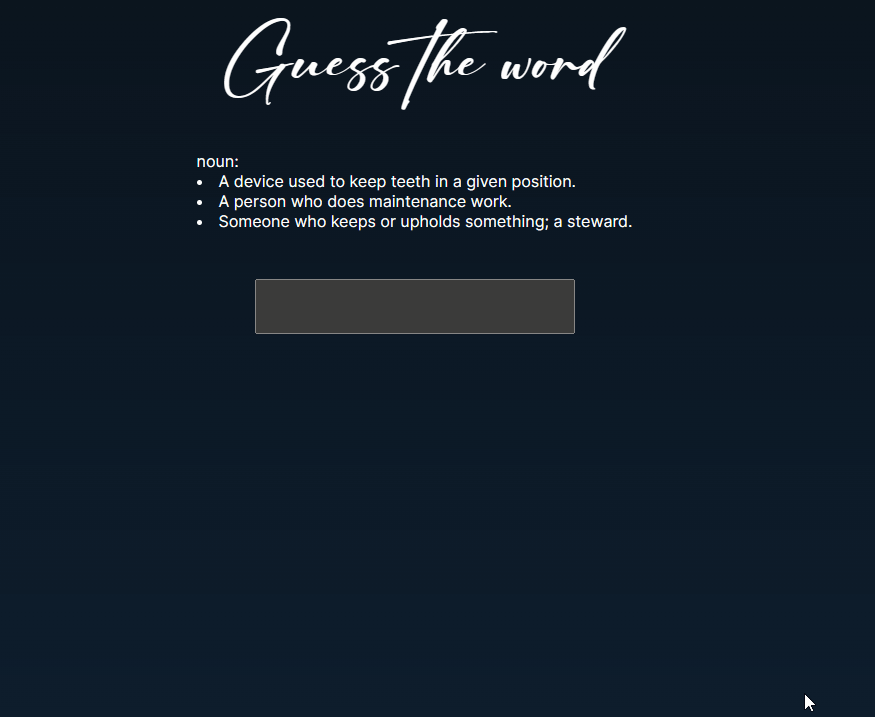 Guess the word
noun:
• A device used to keep teeth in a given position.
• A person who does maintenance work.
• Someone who keeps or upholds something; a steward.